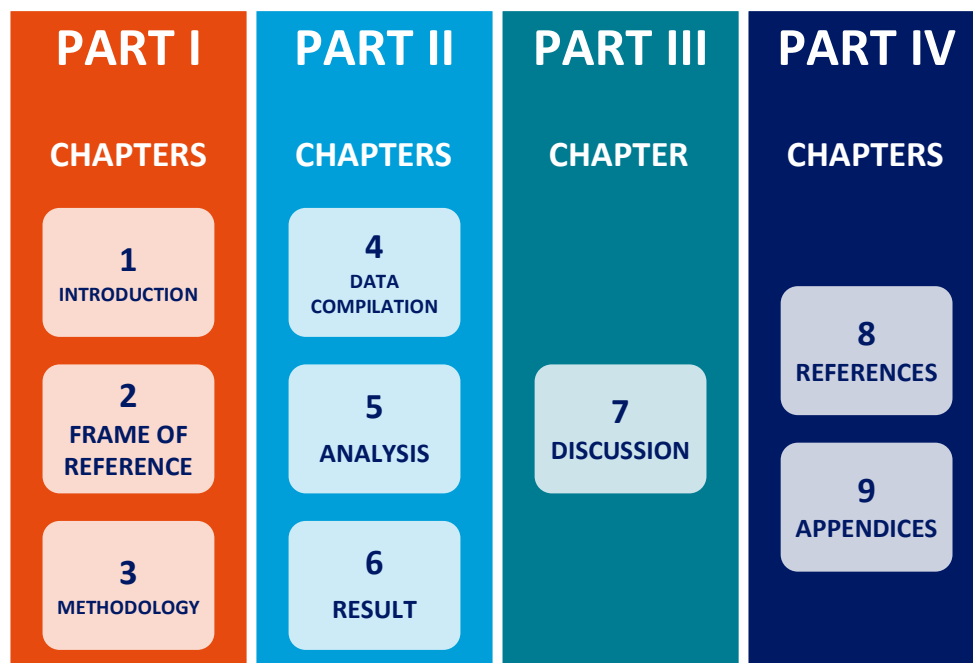 PART I
CHAPTERS
1
INTRODUCTION
2
FRAME OF
REFERENCE
3
METHODOLOGY
PART II
CHAPTERS
4
DATA
COMPILATION
5
ANALYSIS
6
RESULT
PART III
CHAPTER
7
DISCUSSION
PART IV
CHAPTERS
8
REFERENCES
9
APPENDICES